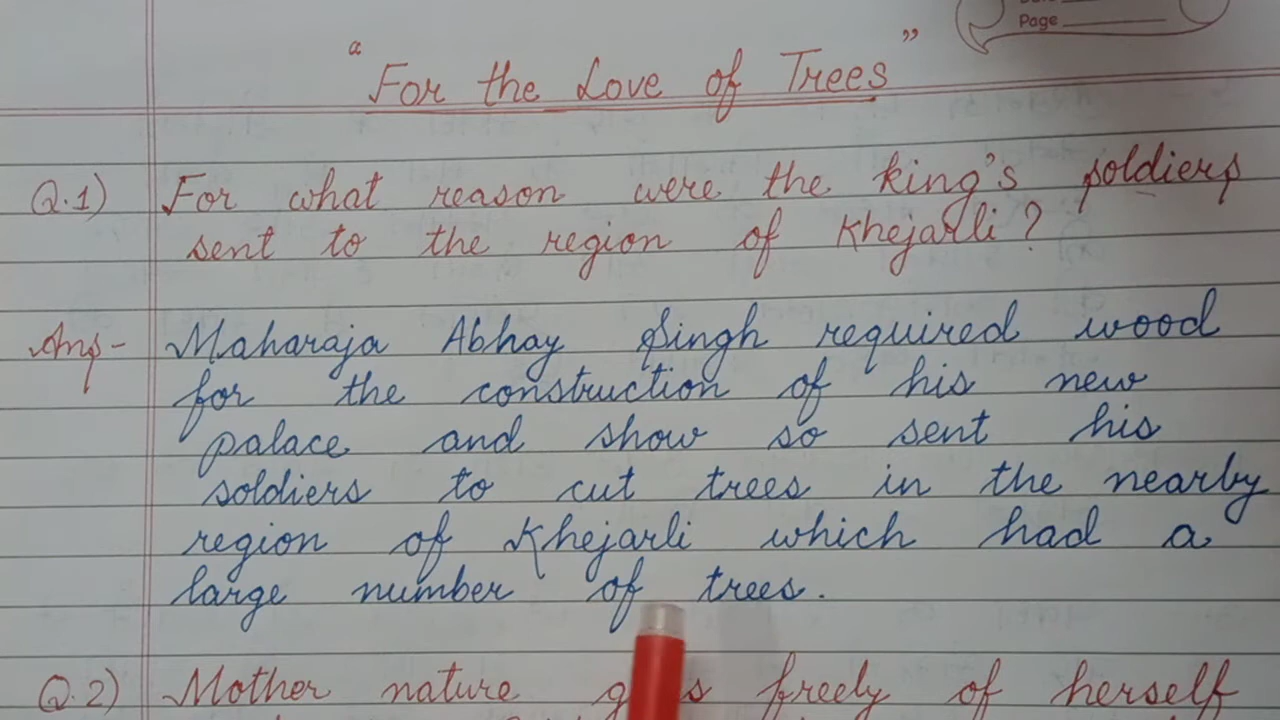 Page
“For the Love of Trees”
Q.1) For what reason were the king's soldiers
sent to the region of Khejarli?
Ans- Maharaja Abhay Singh required wood
for the construction of his new
palace and show so sent his
soldiers to cut trees in the nearby
region of Khejarli which had a
large number of trees.
Q.2) Mother nature freely of herself